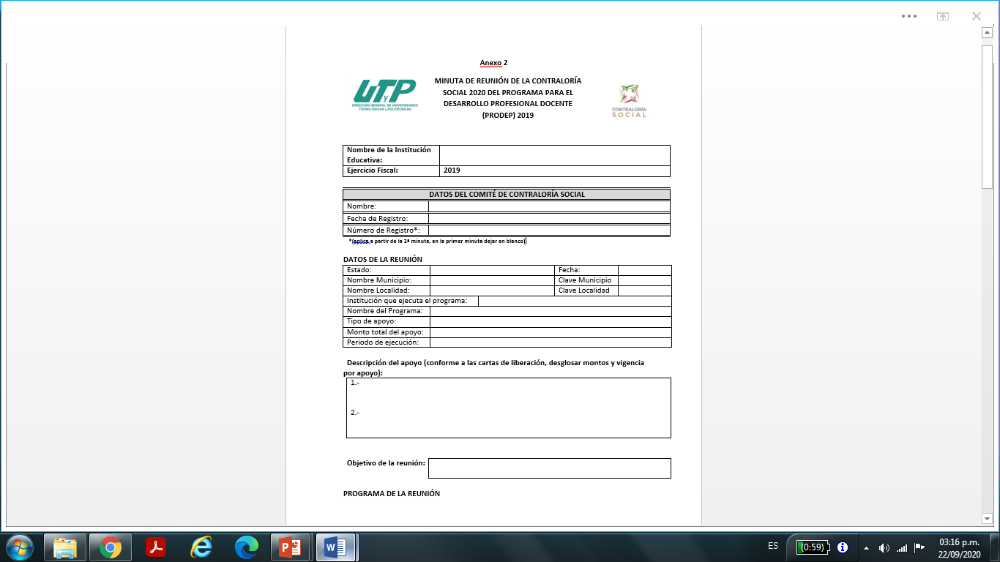 Anexo 2
UTyP
DIRECCIÓN GENERAL DE UNIVERSIDADES
TECNOLÓGICAS y POLITÉCNICAS
MINUTA DE REUNIÓN DE LA CONTRALORÍA
SOCIAL 2020 DEL PROGRAMA PARA EL
DESARROLLO PROFESIONAL DOCENTE
(PRODEP) 2019
CONTRALORÍA
SOCIAL
Nombre de la Institución
Educativa:
Ejercicio Fiscal: 2019
DATOS DEL COMITÉ DE CONTRALORÍA SOCIAL
Nombre:
Fecha de Registro:
Número de Registro*:
*(aplica a partir de la 2ª minuta, en la primer minuta dejar en blanco)
DATOS DE LA REUNIÓN
Estado: Fecha:
Nombre Municipio: Clave Municipio
Nombre Localidad: Clave Localidad
Institución que ejecuta el programa:
Nombre del Programa:
Tipo de apoyo:
Monto total del apoyo:
Periodo de ejecución:
Descripción del apoyo (conforme a las cartas de liberación, desglosar montos y vigencia
por apoyo):
1.-
2.-
Objetivo de la reunión:
PROGRAMA DE LA REUNIÓN
ES
(0:59)
03:16 p.m.
22/09/2020